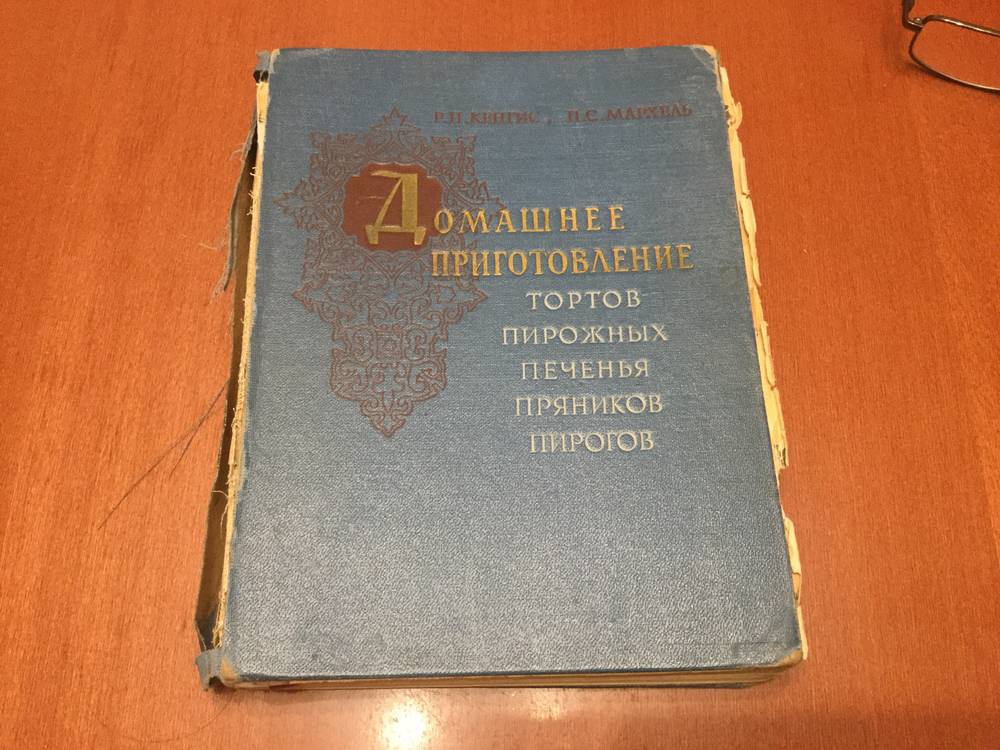 Р.П.КЕНГИС, П.С.МАРХЕЛЬ
ДОМАШНЕЕ
ПРИГОТОВЛЕНИЕ
ТОРТОВ
ПИРОЖНЫХ
ПЕЧЕНЬЯ
ПРЯНИКОВ
ПИРОГОВ